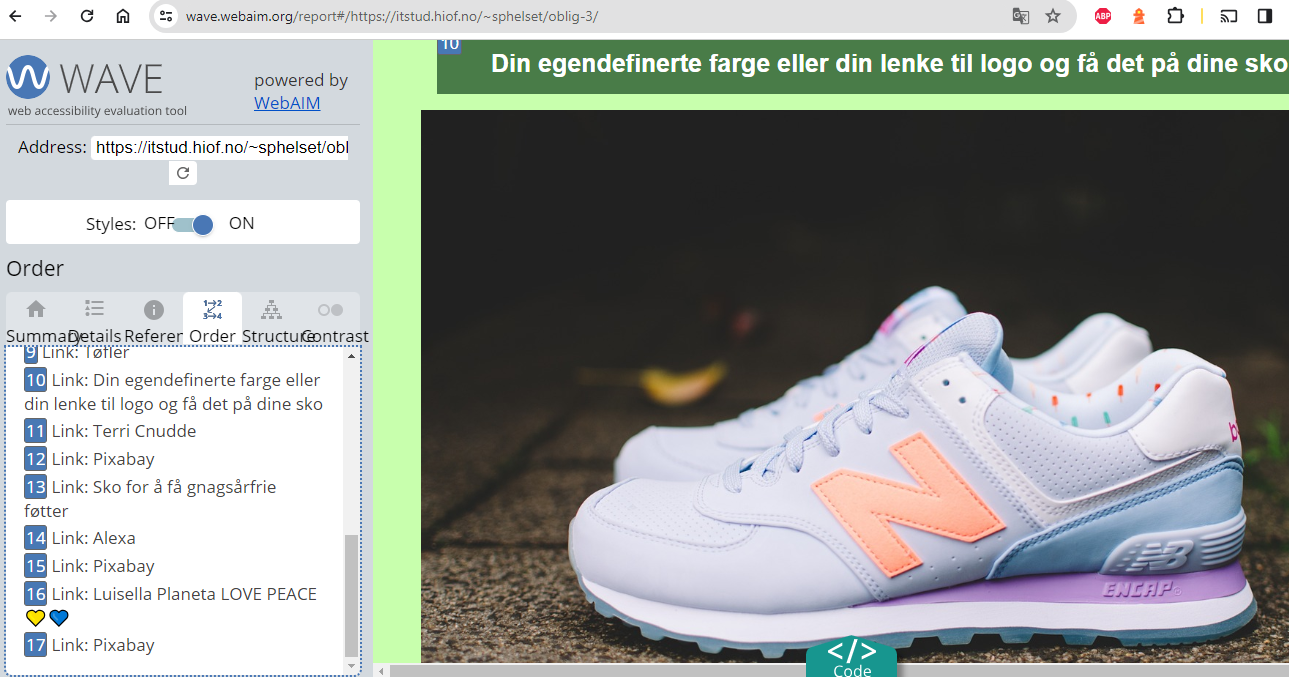 wave.webaim.org/report#/https://itstud.hiof.no/~sphelset/oblig-3/
ABP
WAVE
web accessibility evaluation tool
powered by
WebAIM
Address: https://itstud.hiof.no/~sphelset/obl
Styles: OFF ON
Order
Summary Details Referen Order Structure Contrast
9 Link: Tøfler
10 Link: Din egendefinerte farge eller
din lenke til logo og få det på dine sko
11 Link: Terri Cnudde
12 Link: Pixabay
13 Link: Sko for å få gnagsårfrie
føtter
14 Link: Alexa
15 Link: Pixabay
16 Link: Luisella Planeta LOVE PEACE
💛💙
17 Link: Pixabay
10
Din egendefinerte farge eller din lenke til logo og få det på dine sko
N
NB
ENCAP
</> 
Code